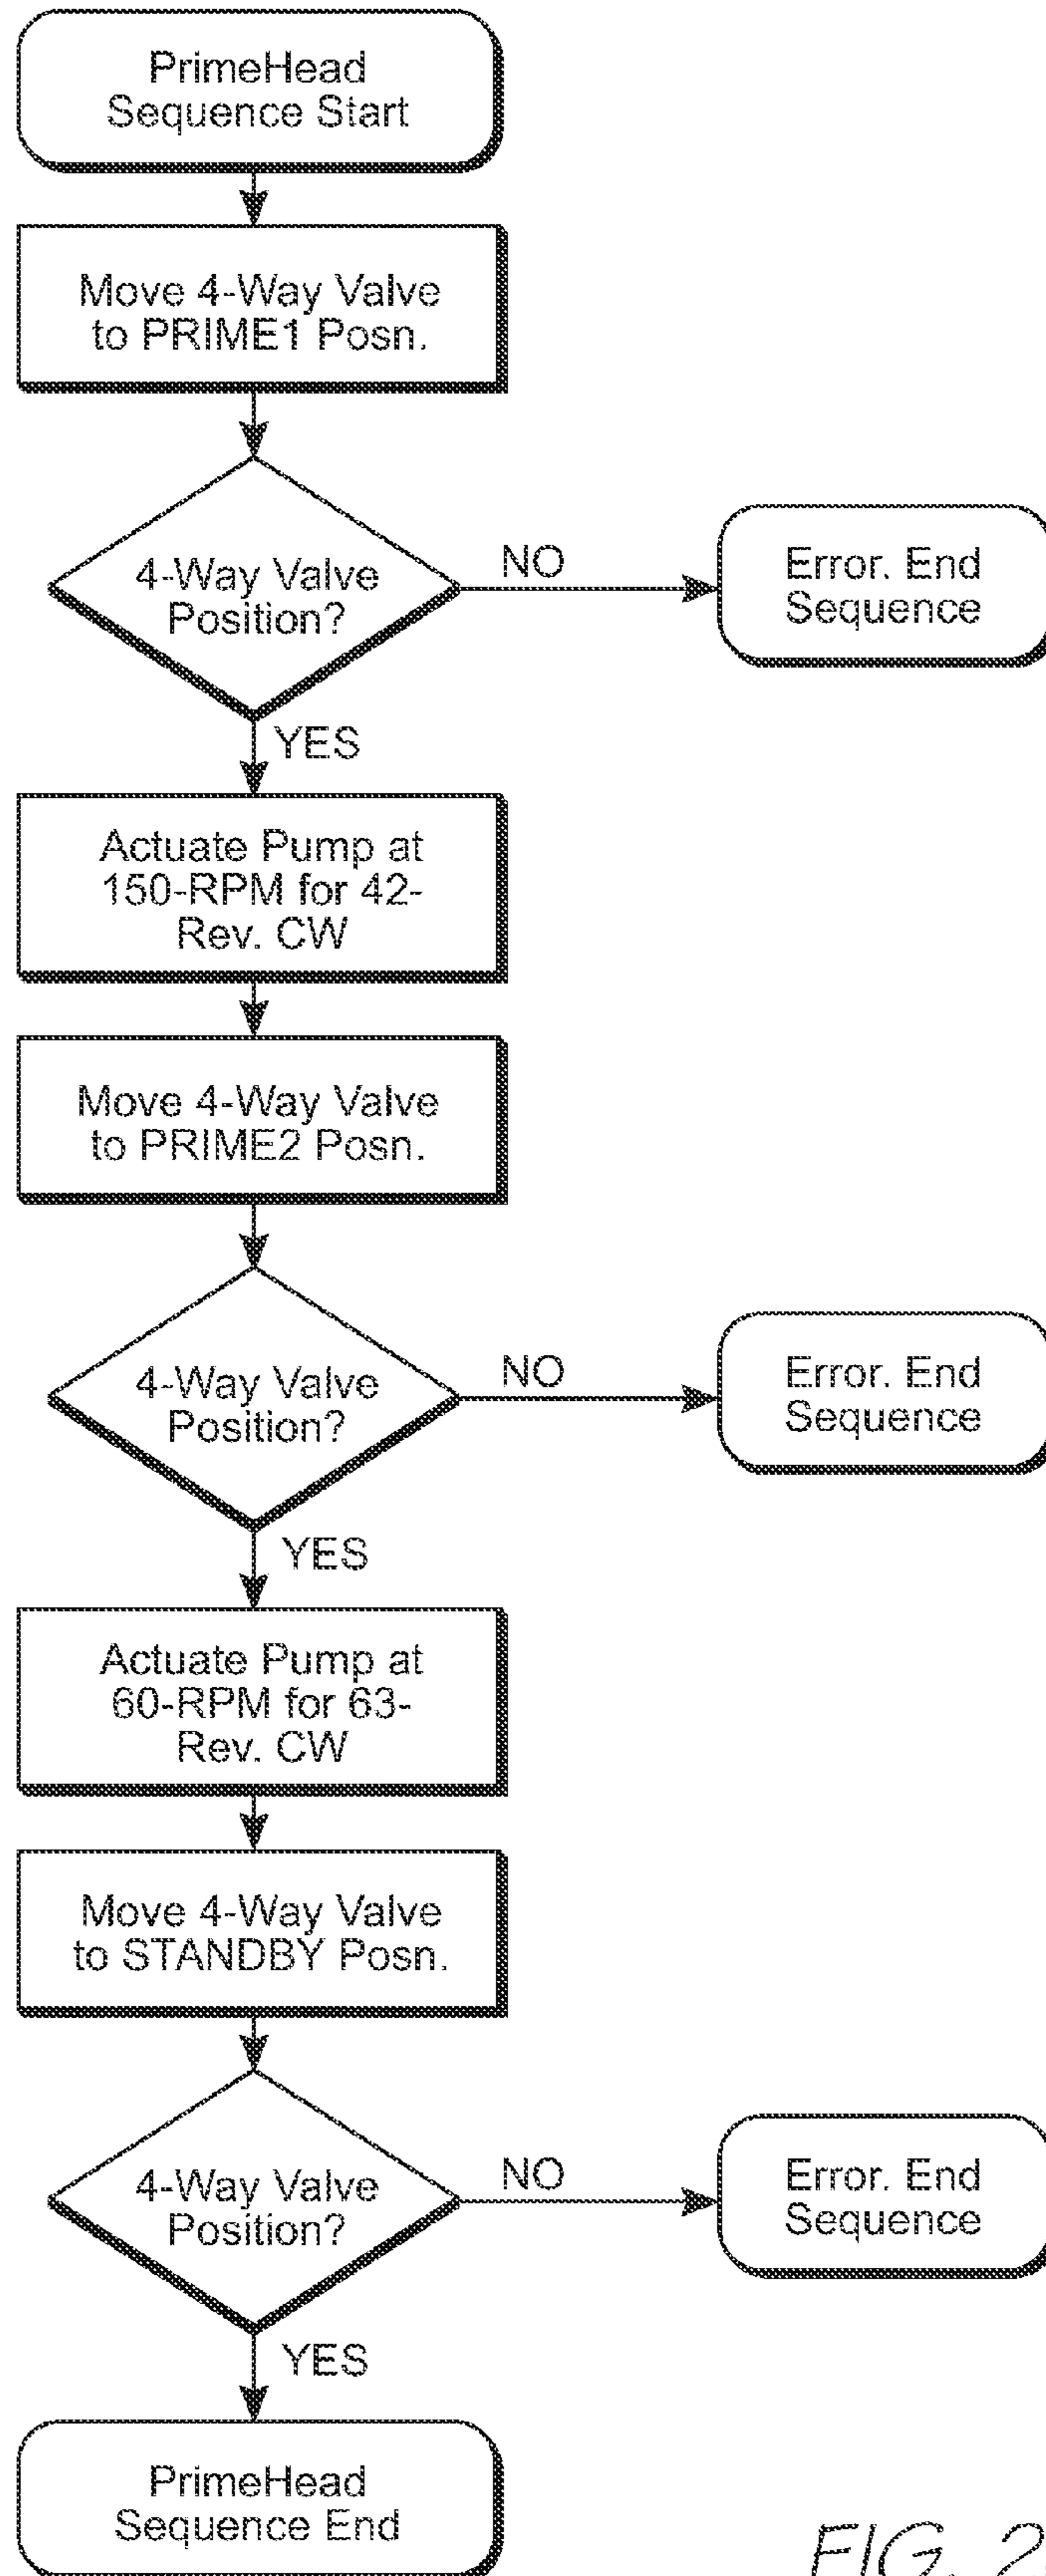 PrimeHead
Sequence Start
Move 4-Way Valve
to PRIME1 Posn.
4-Way Valve
Position?
NO
Error. End
Sequence
YES
Actuate Pump at
150-RPM for 42-
Rev. CW
Move 4-Way Valve
to PRIME2 Posn.
4-Way Valve
Position?
NO
Error. End
Sequence
YES
Actuate Pump at
60-RPM for 63-
Rev. CW
Move 4-Way Valve
to STANDBY Posn.
4-Way Valve
Position?
NO
Error. End
Sequence
YES
PrimeHead
Sequence End
FIG. 2